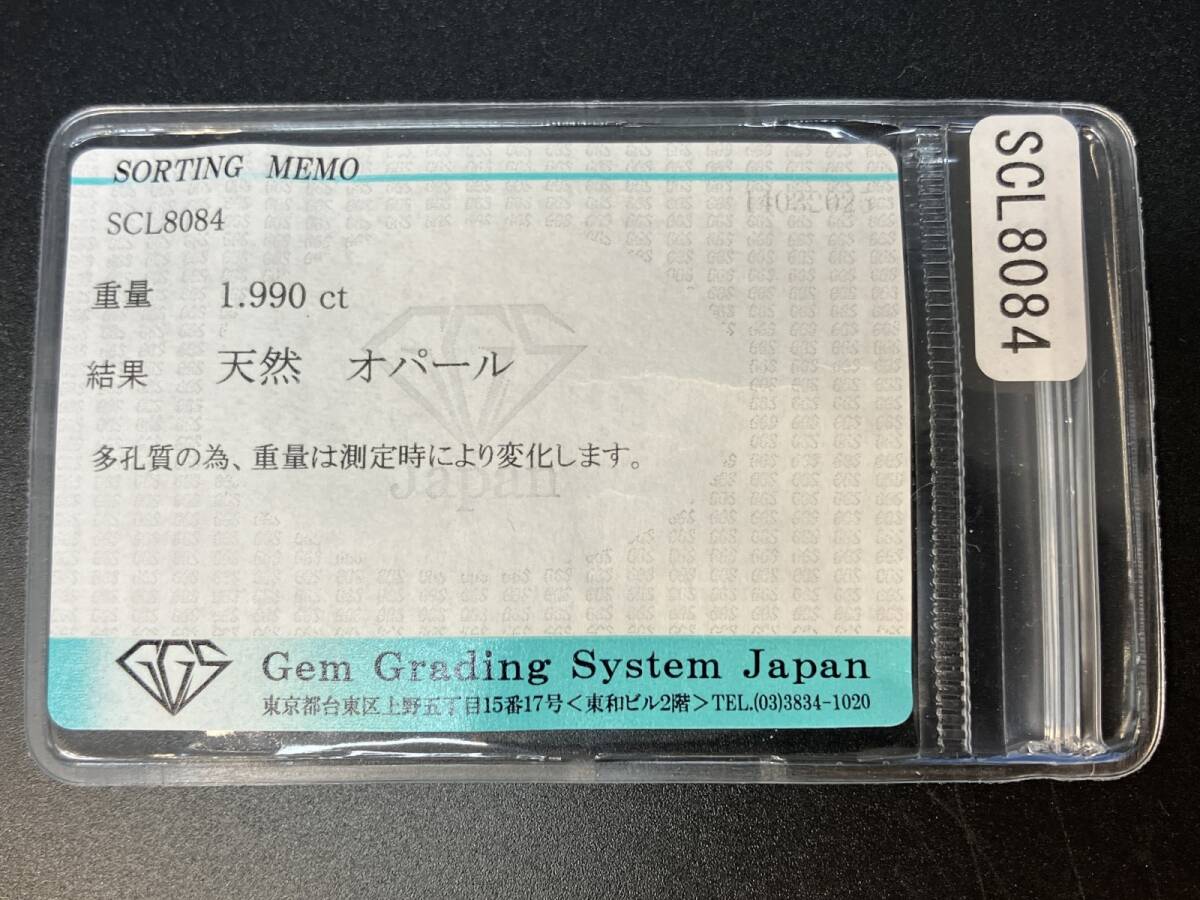 SORTING MEMO
SCL8084
重量 1.990 ct
結果 天然 オパール
多孔質の為、重量は測定時により変化します。
Japan
GGS
Gem Grading System Japan
東京都台東区上野五丁目15番17号<東和ビル2階>TEL.(03)3834-1020
SCL8084